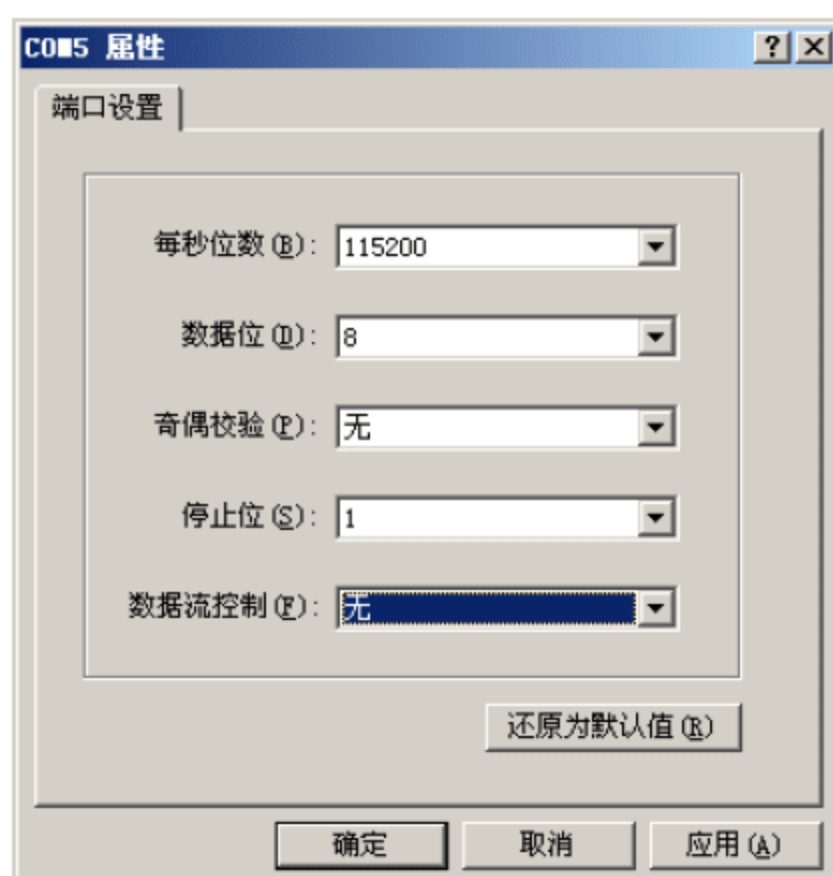 COM5 属性
端口设置
每秒位数(B): 115200
数据位(D): 8
奇偶校验(P): 无
停止位(S): 1
数据流控制(F): 无
还原为默认值(R)
确定 取消 应用(A)